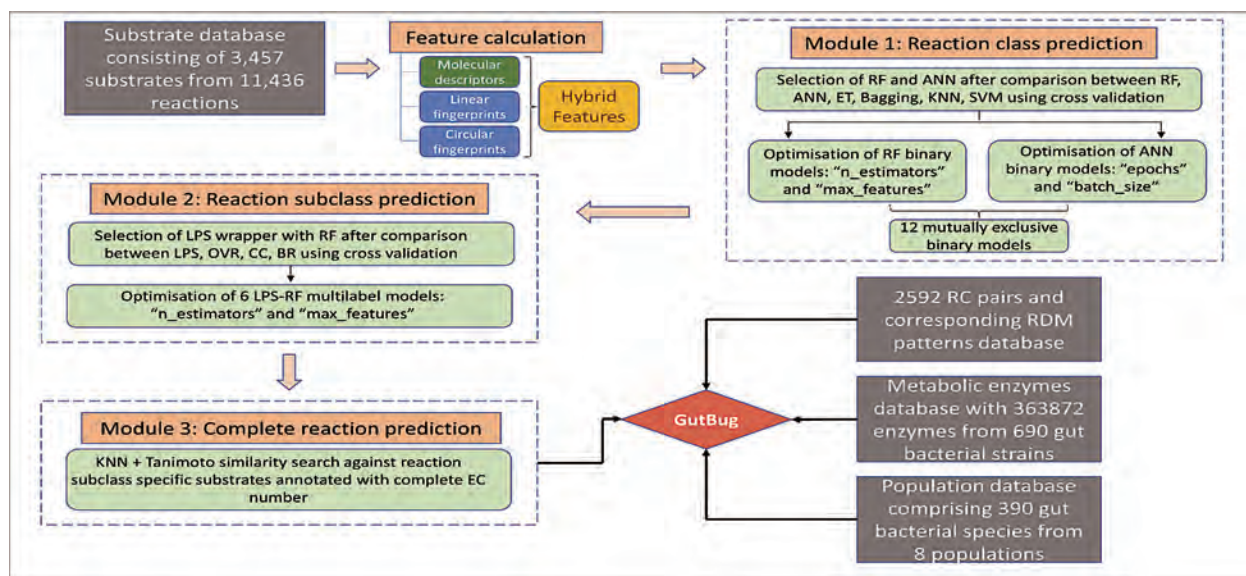 Substrate database
consisting of 3,457
substrates from 11,436
reactions
Feature calculation
Molecular
descriptors
Linear
fingerprints
Circular
fingerprints
Hybrid
Features
Module 1: Reaction class prediction
Selection of RF and ANN after comparison between RF,
ANN, ET, Bagging, KNN, SVM using cross validation
Optimisation of RF binary
models: “n_estimators”
and “max_features”
Optimisation of ANN
binary models: “epochs”
and “batch_size”
12 mutually exclusive
binary models
Module 2: Reaction subclass prediction
Selection of LPS wrapper with RF after comparison
between LPS, OVR, CC, BR using cross validation
Optimisation of 6 LPS-RF multilabel models:
“n_estimators” and “max_features”
Module 3: Complete reaction prediction
KNN + Tanimoto similarity search against reaction
subclass specific substrates annotated with complete EC
number
GutBug
2592 RC pairs and
corresponding RDM
patterns database
Metabolic enzymes
database with 363872
enzymes from 690 gut
bacterial strains
Population database
comprising 390 gut
bacterial species from
8 populations